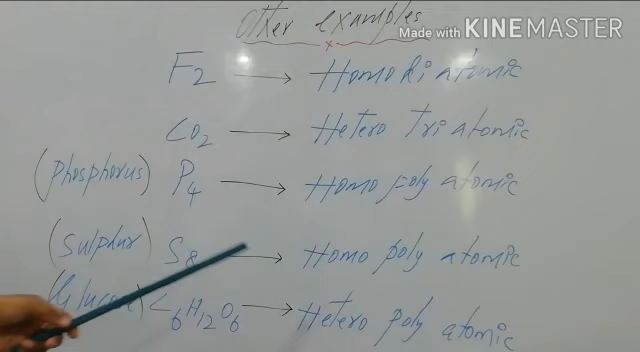 Other examples
Made with KINEMASTER
F2 → Homo di atomic
CO2 → Hetero Tri atomic
(Phosphorus) P4 → Homo poly atomic
(Sulphur) S8 → Homo poly atomic
(Glucose) C6H12O6 → Hetero poly atomic